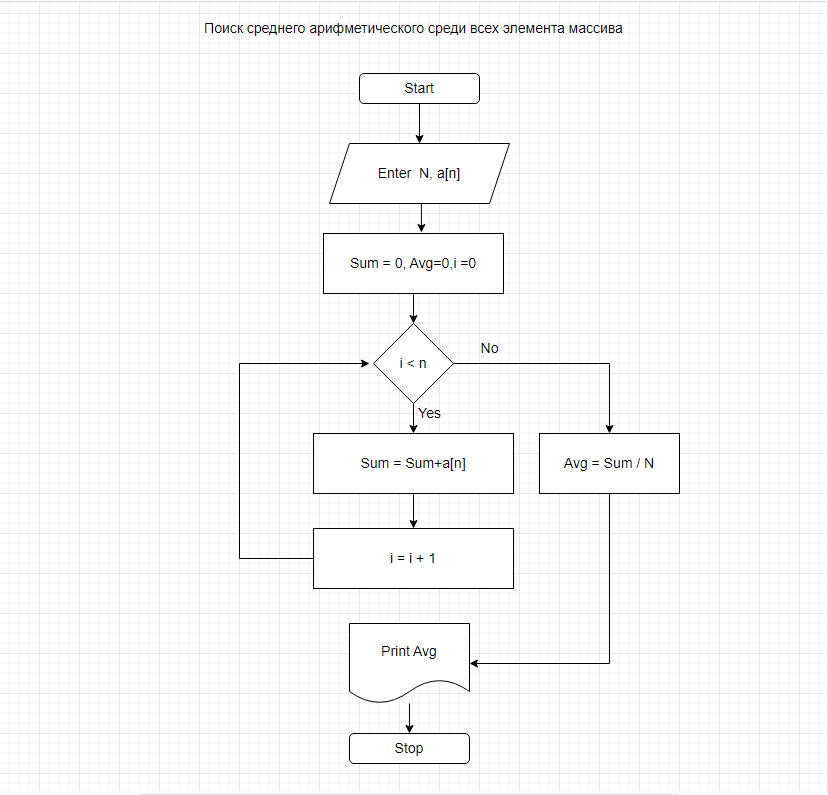 Поиск среднего арифметического среди всех элемента массива
Start
Enter N, a[n]
Sum = 0, Avg=0,i =0
i < n
No
Yes
Sum = Sum+a[n]
Avg = Sum / N
i = i + 1
Print Avg
Stop